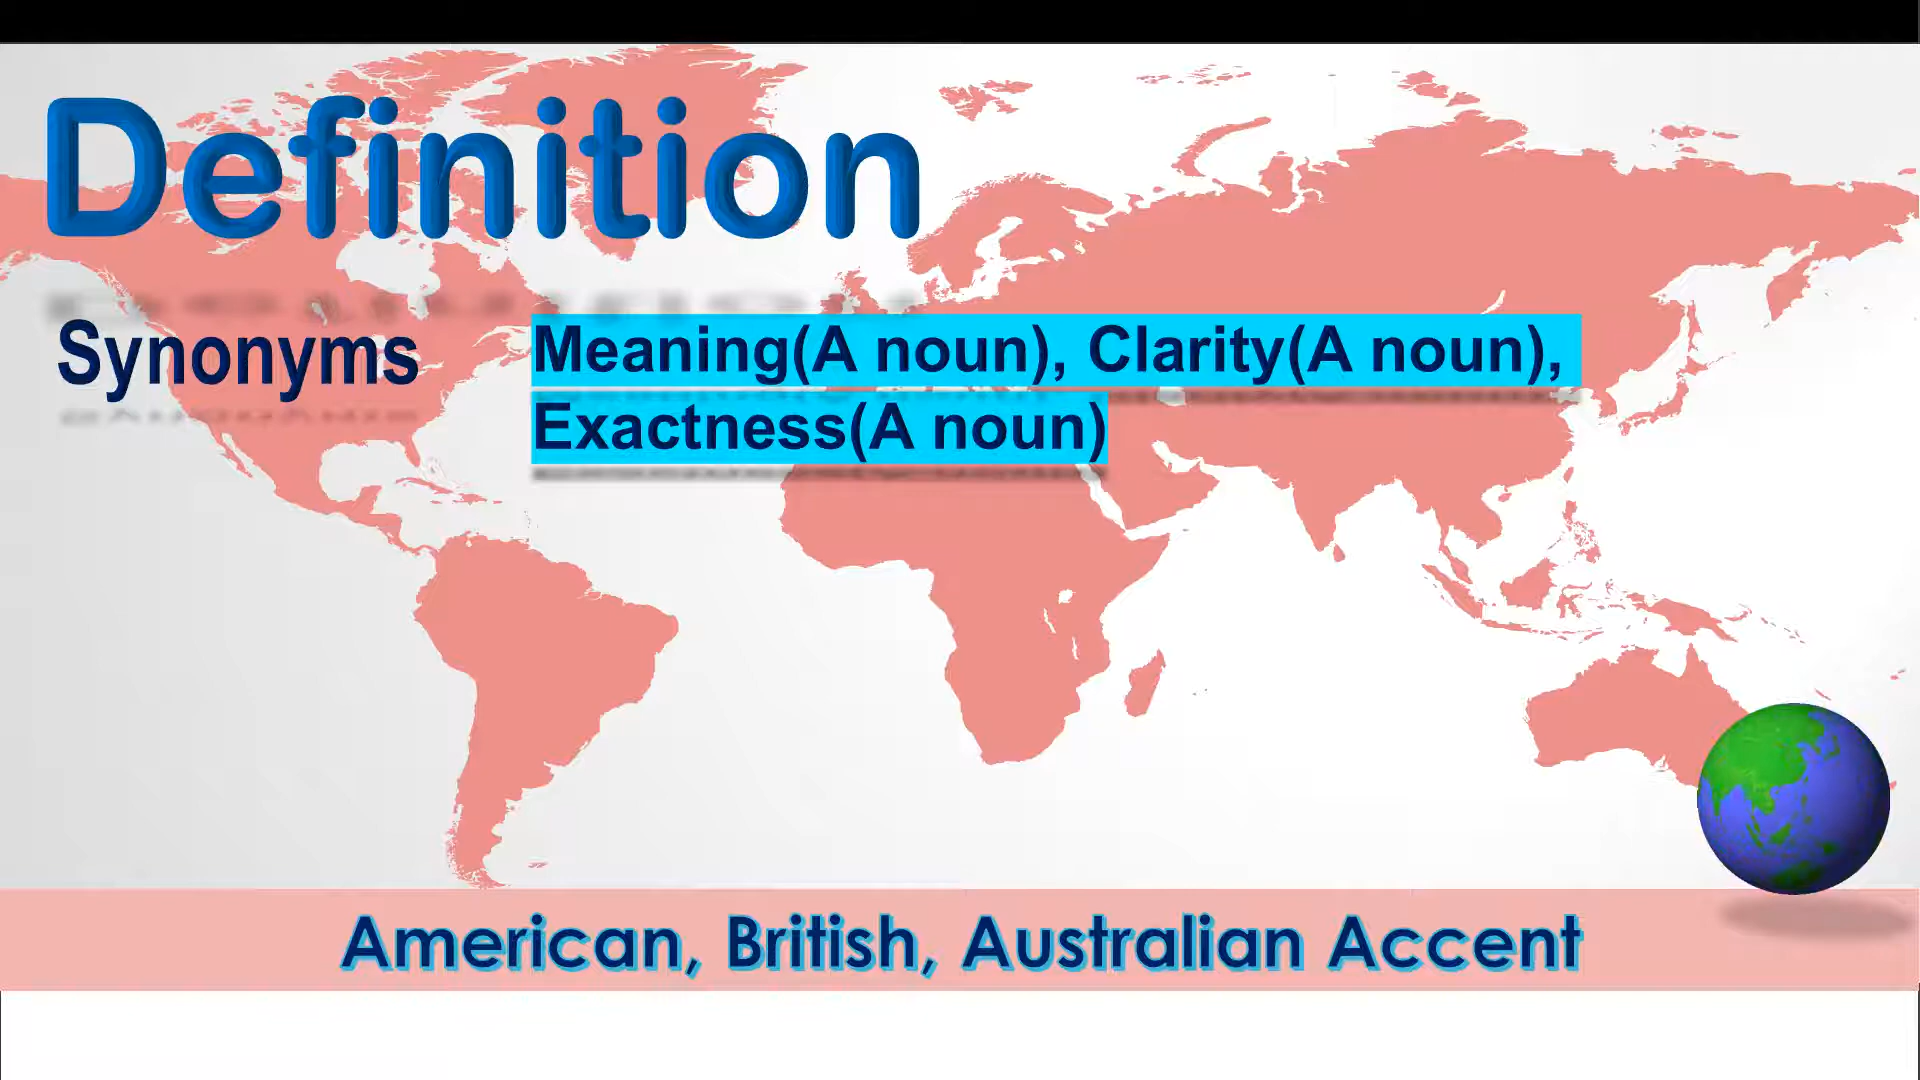 Definition
Synonyms
Meaning(A noun), Clarity(A noun),
Exactness(A noun)
American, British, Australian Accent